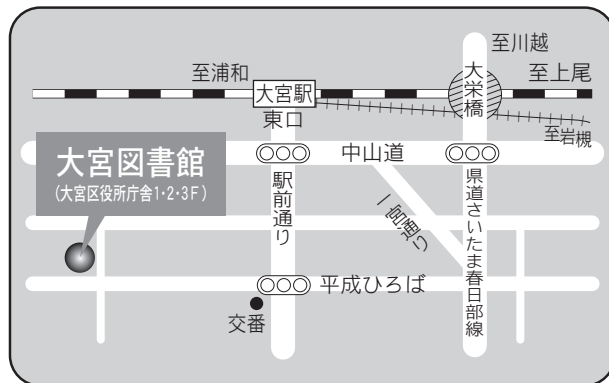 至川越
至浦和
大宮駅
大栄橋
至上尾
東口
至岩槻
大宮図書館
(大宮区役所庁舎1・2・3F)
中山道
駅前通り
一宮通り
県道さいたま春日部線
平成ひろば
交番